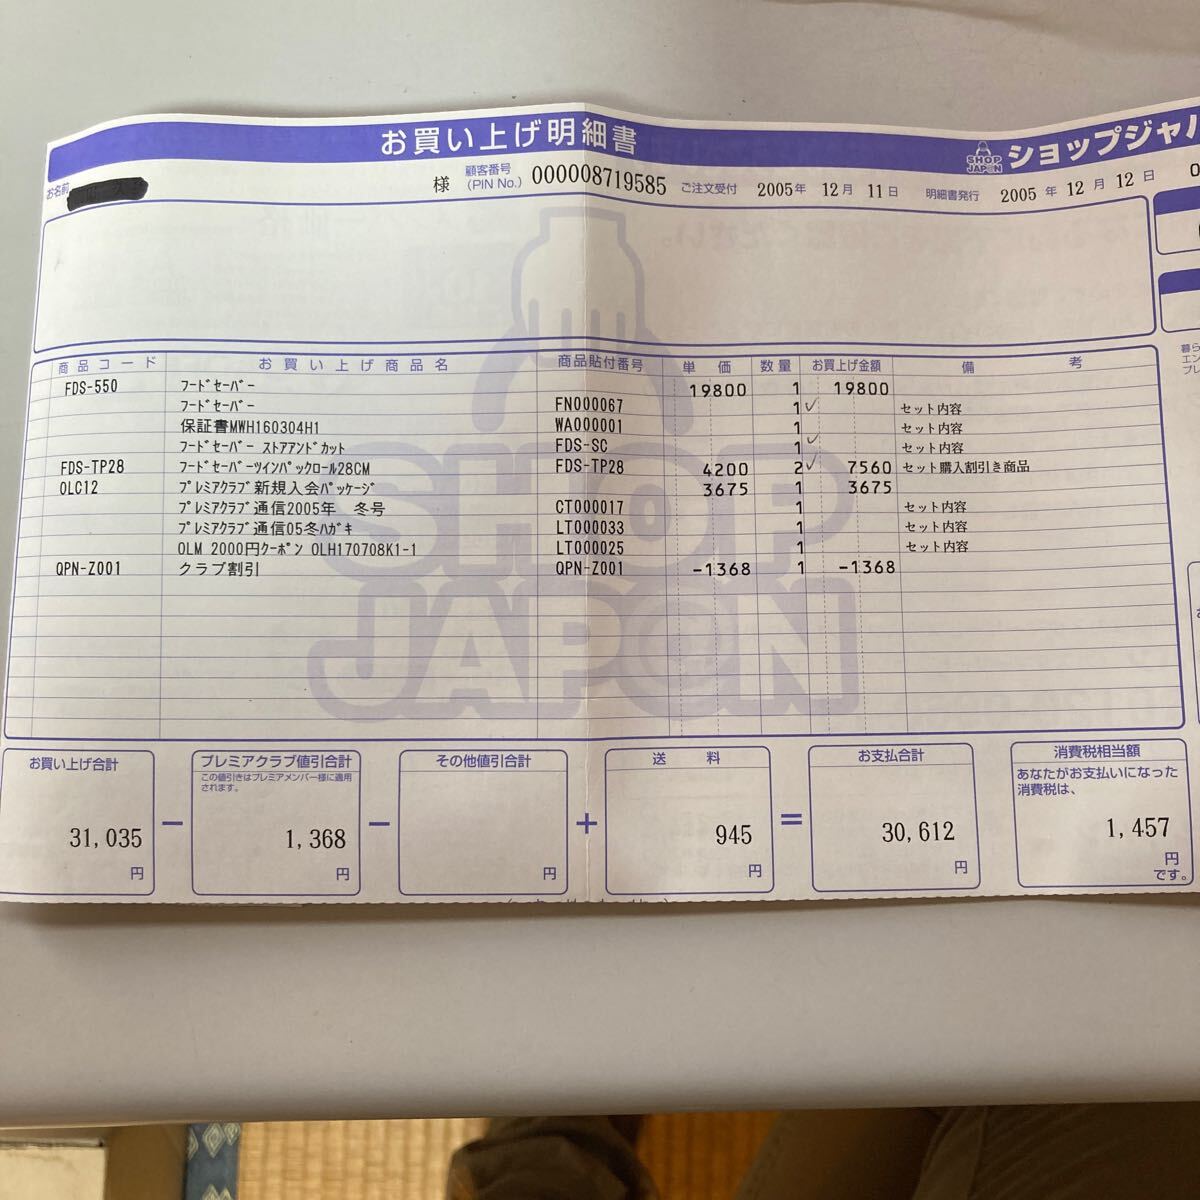 お買い上げ明細書
SHOP JAPAN ショップジャパ
お名前 様 顧客番号 (PIN No.) 000008719585 ご注文受付 2005年 12月 11日 明細書発行 2005年 12月 12日
商品コード お買い上げ商品名 商品貼付番号 単価 数量 お買上げ金額 備考
FDS-550 フードセーバー 19800 1 19800
フードセーバー FN000067 1 セット内容
保証書MWH160304H1 WA000001 1 セット内容
フードセーバー ストアアンドカット FDS-SC 1 セット内容
FDS-TP28 フードセーバーツインパックロール28CM FDS-TP28 4200 2 7560 セット購入割引き商品
OLC12 プレミアクラブ新規入会パッケージ 3675 1 3675
プレミアクラブ通信2005年 冬号 CT000017 1 セット内容
プレミアクラブ通信05冬ハガキ LT000033 1 セット内容
OLM 2000円クーポン OLH170708K1-1 LT000025 1 セット内容
QPN-Z001 クラブ割引 QPN-Z001 -1368 1 -1368
SHOP
JAPAN
お買い上げ合計 31,035 円
－
プレミアクラブ値引合計
この値引きはプレミアメンバー様に適用
されます。
1,368 円
－
その他値引合計 円
＋
送料 945 円
＝
お支払合計 30,612 円
消費税相当額
あなたがお支払いになった
消費税は、
1,457
円
です。